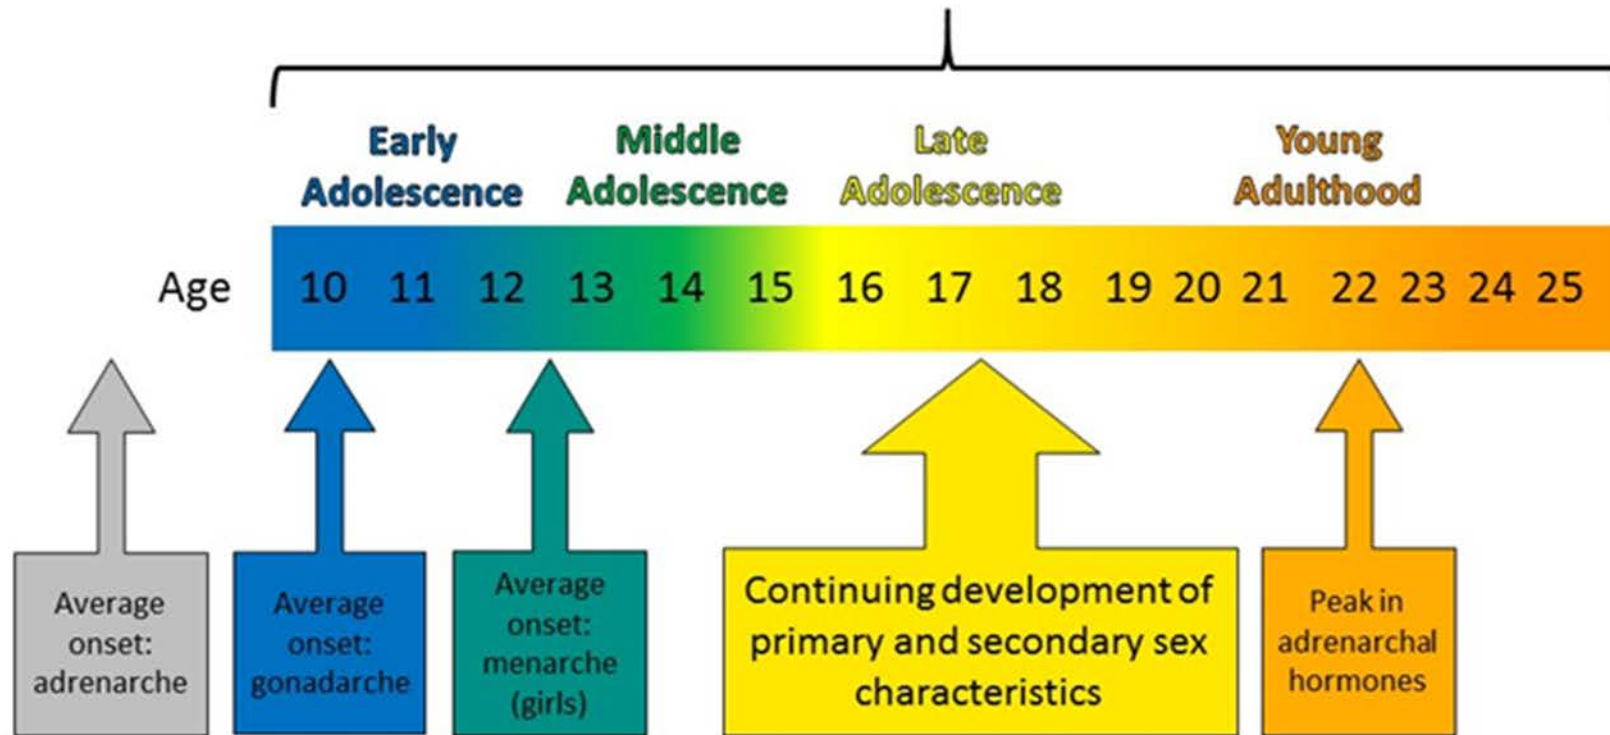 Early
Adolescence
Middle
Adolescence
Late
Adolescence
Young
Adulthood
Age 10 11 12 13 14 15 16 17 18 19 20 21 22 23 24 25
Average
onset:
adrenarche
Average
onset:
gonadarche
Average
onset:
menarche
(girls)
Continuing development of
primary and secondary sex
characteristics
Peak in
adrenarchal
hormones